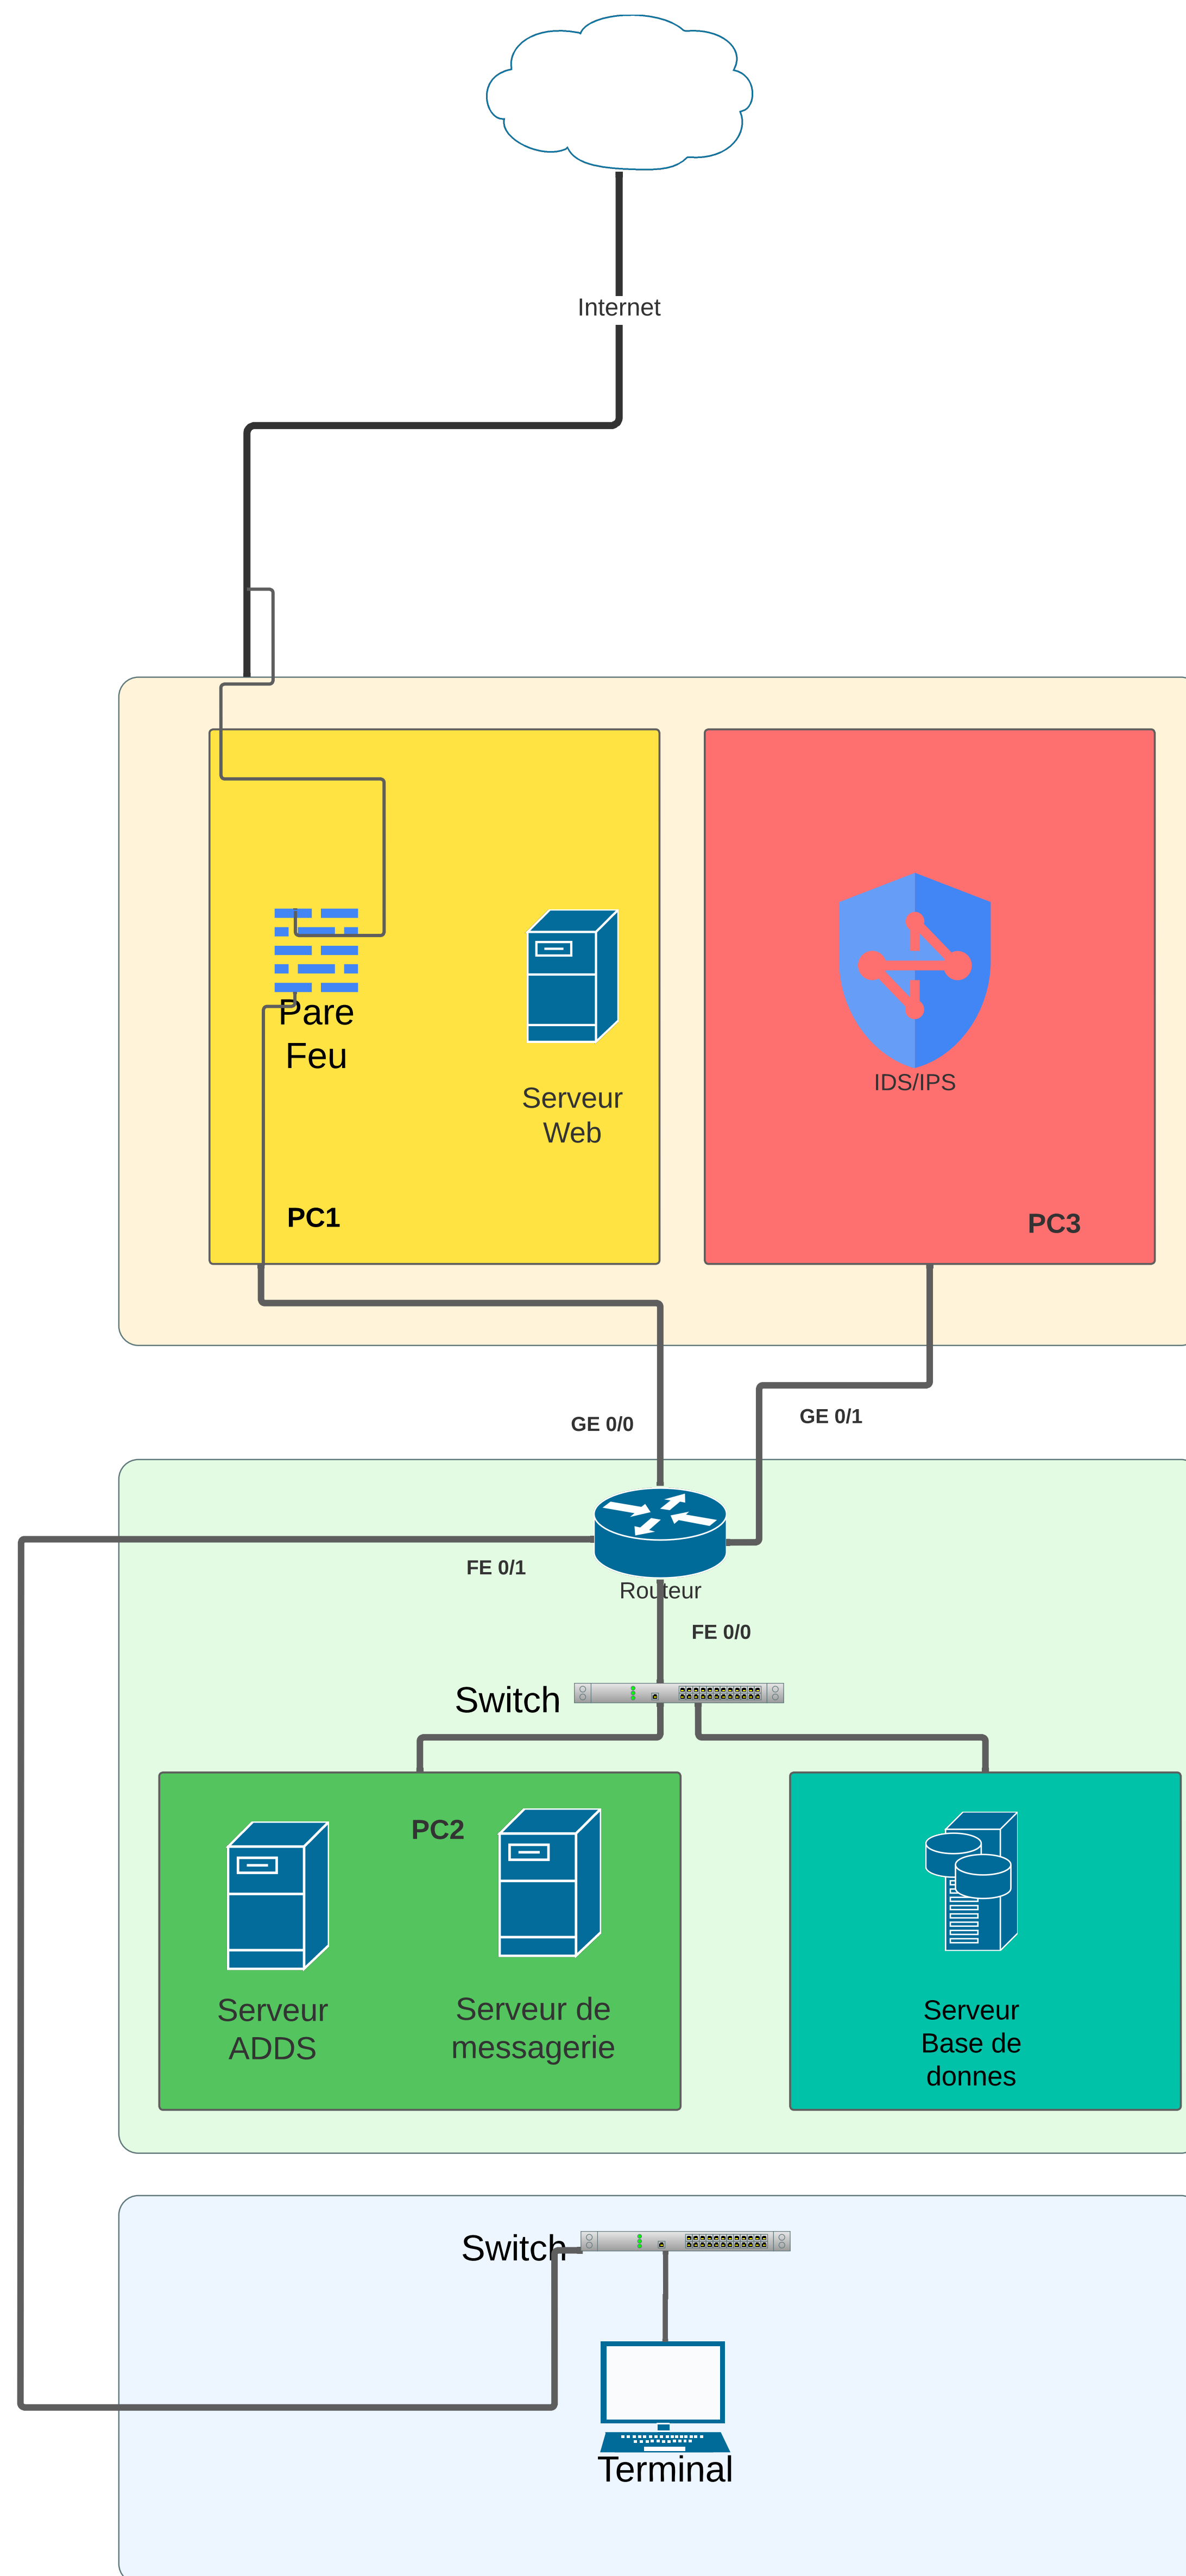 Internet
Pare
Feu
Serveur
Web
IDS/IPS
PC1
PC3
GE 0/0
GE 0/1
FE 0/1
Routeur
FE 0/0
Switch
PC2
Serveur
ADDS
Serveur de
messagerie
Serveur
Base de
donnes
Switch
Terminal